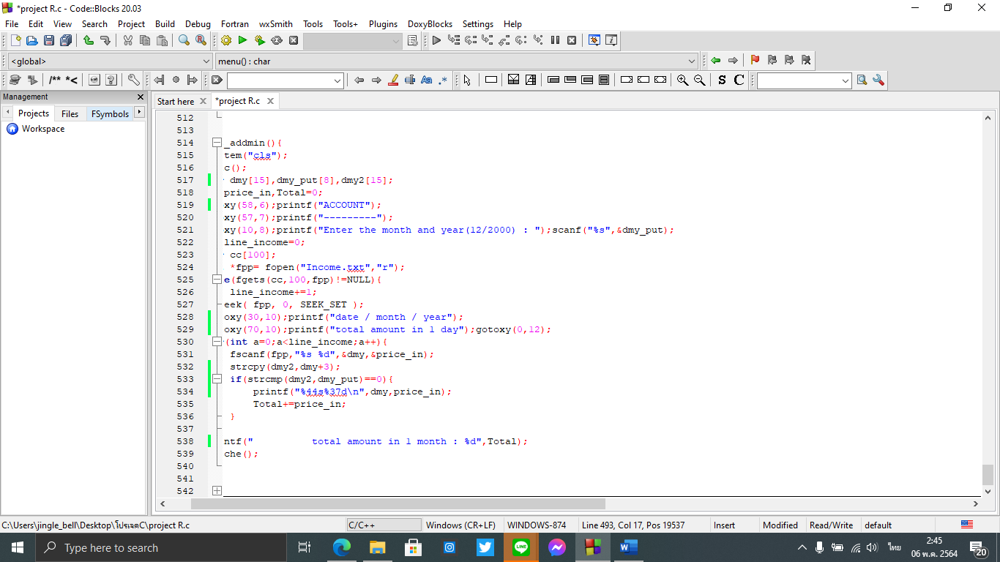 *project R.c - Code::Blocks 20.03
File Edit View Search Project Build Debug Fortran wxSmith Tools Tools+ Plugins DoxyBlocks Settings Help
<global> menu() : char
/** *< Aa .* S C
Management
Start here *project R.c
Projects Files FSymbols
Workspace
512
513
514 _addmin(){
515 tem("cls");
516 c();
517 dmy[15],dmy_put[8],dmy2[15];
518 price_in,Total=0;
519 xy(58,6);printf("ACCOUNT");
520 xy(57,7);printf("---------");
521 xy(10,8);printf("Enter the month and year(12/2000) : ");scanf("%s",&dmy_put);
522 line_income=0;
523 cc[100];
524 *fpp= fopen("Income.txt","r");
525 e(fgets(cc,100,fpp)!=NULL){
526 line_income+=1;
527 eek( fpp, 0, SEEK_SET );
528 oxy(30,10);printf("date / month / year");
529 oxy(70,10);printf("total amount in 1 day");gotoxy(0,12);
530 (int a=0;a<line_income;a++){
531 fscanf(fpp,"%s %d",&dmy,&price_in);
532 strcpy(dmy2,dmy+3);
533 if(strcmp(dmy2,dmy_put)==0){
534 printf("%44s%37d\n",dmy,price_in);
535 Total+=price_in;
536 }
537
538 ntf("          total amount in 1 month : %d",Total);
539 che();
540
541
542
C:\Users\jingle_bell\Desktop\โปรเจคC\project R.c C/C++ Windows (CR+LF) WINDOWS-874 Line 493, Col 17, Pos 19537 Insert Modified Read/Write default
Type here to search LINE W ไทย 2:45
06 พ.ค. 2564 20